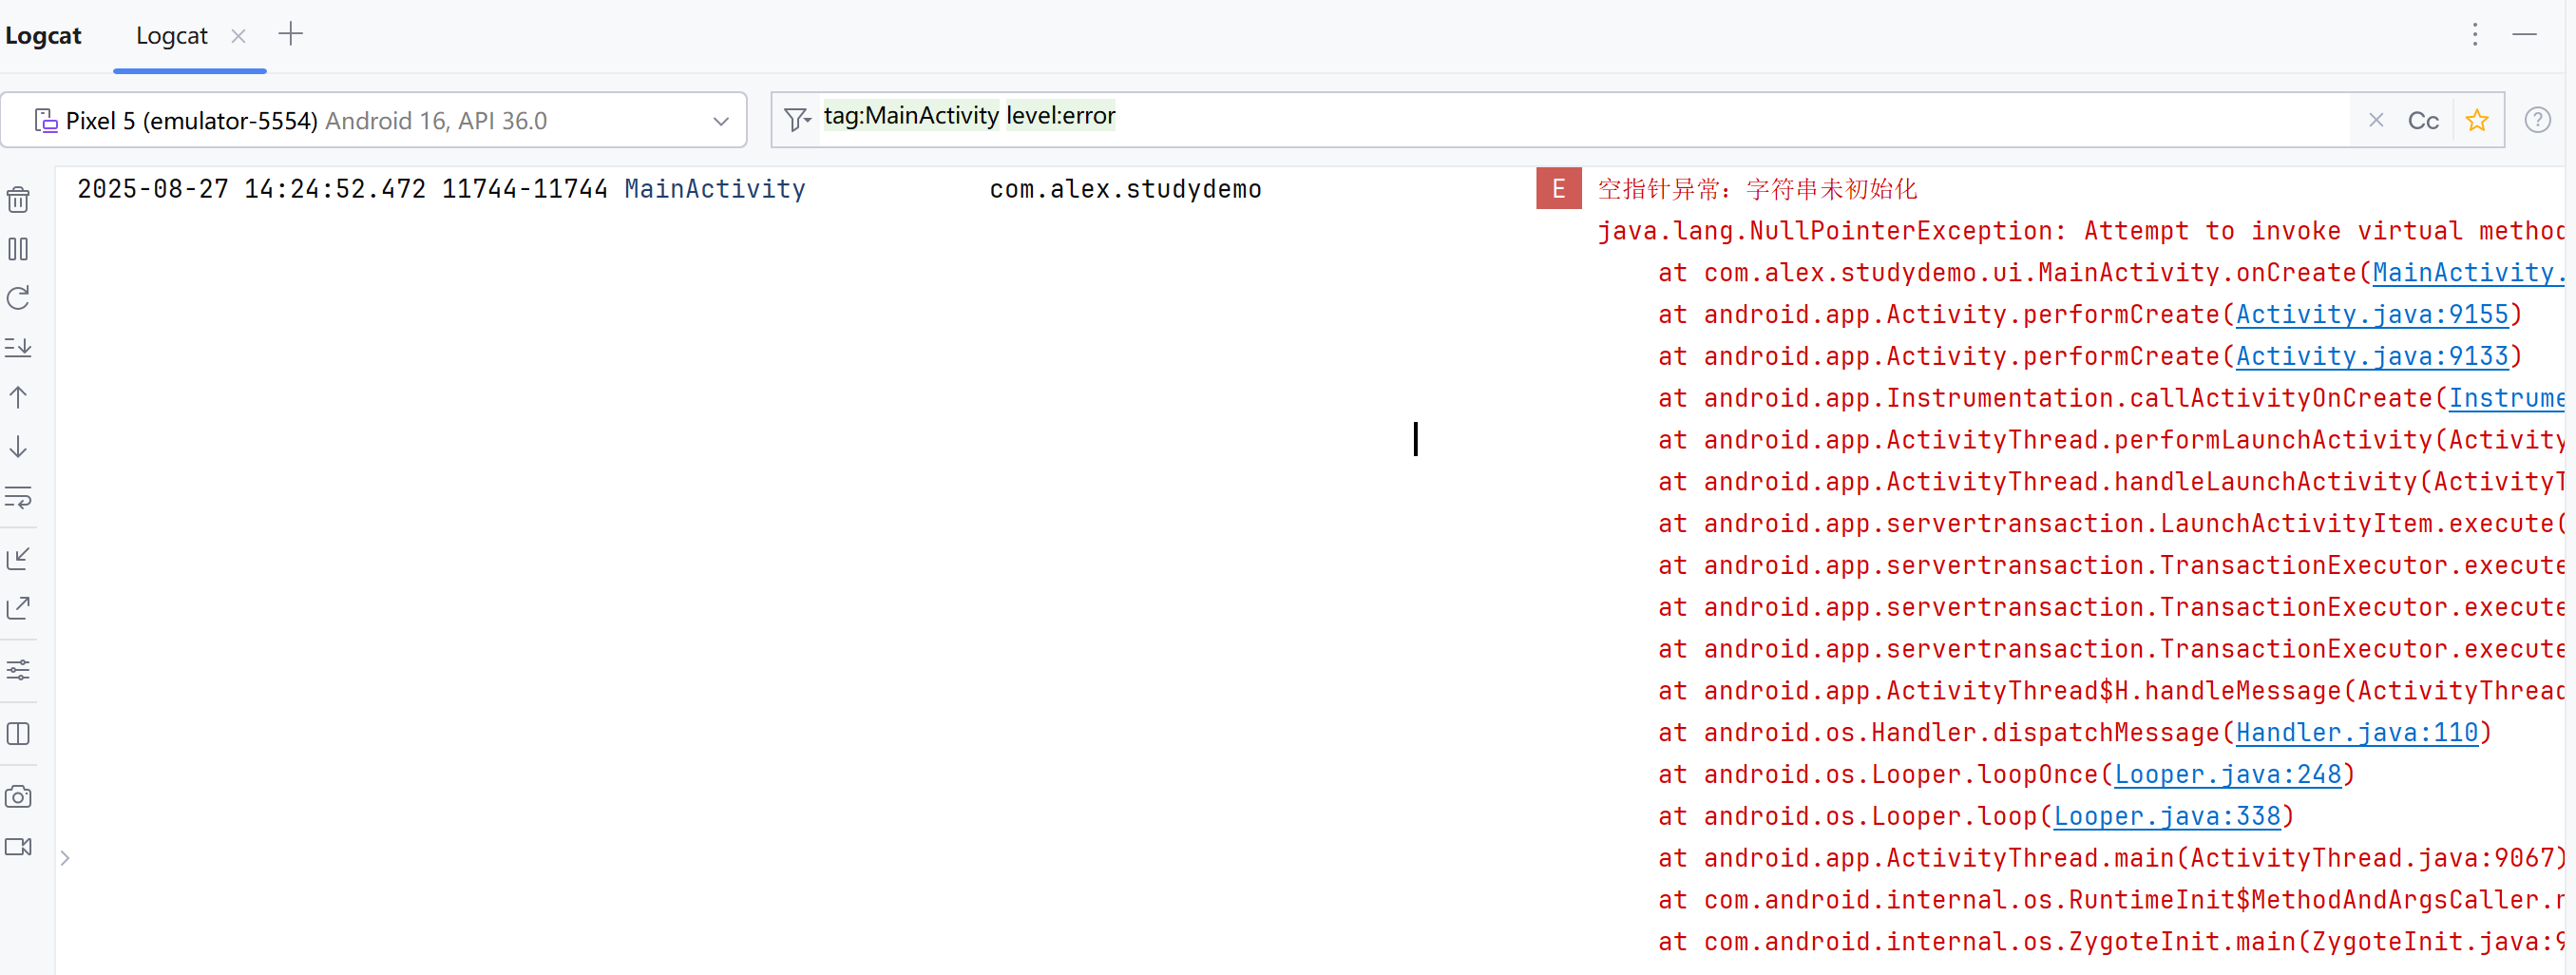 Logcat Logcat
Pixel 5 (emulator-5554) Android 16, API 36.0 tag:MainActivity level:error Cc
2025-08-27 14:24:52.472 11744-11744 MainActivity com.alex.studydemo E 空指针异常：字符串未初始化
java.lang.NullPointerException: Attempt to invoke virtual method
at com.alex.studydemo.ui.MainActivity.onCreate(MainActivity.
at android.app.Activity.performCreate(Activity.java:9155)
at android.app.Activity.performCreate(Activity.java:9133)
at android.app.Instrumentation.callActivityOnCreate(Instrume
at android.app.ActivityThread.performLaunchActivity(Activity
at android.app.ActivityThread.handleLaunchActivity(ActivityT
at android.app.servertransaction.LaunchActivityItem.execute(
at android.app.servertransaction.TransactionExecutor.execute
at android.app.servertransaction.TransactionExecutor.execute
at android.app.servertransaction.TransactionExecutor.execute
at android.app.ActivityThread$H.handleMessage(ActivityThread
at android.os.Handler.dispatchMessage(Handler.java:110)
at android.os.Looper.loopOnce(Looper.java:248)
at android.os.Looper.loop(Looper.java:338)
at android.app.ActivityThread.main(ActivityThread.java:9067)
at com.android.internal.os.RuntimeInit$MethodAndArgsCaller.r
at com.android.internal.os.ZygoteInit.main(ZygoteInit.java:9